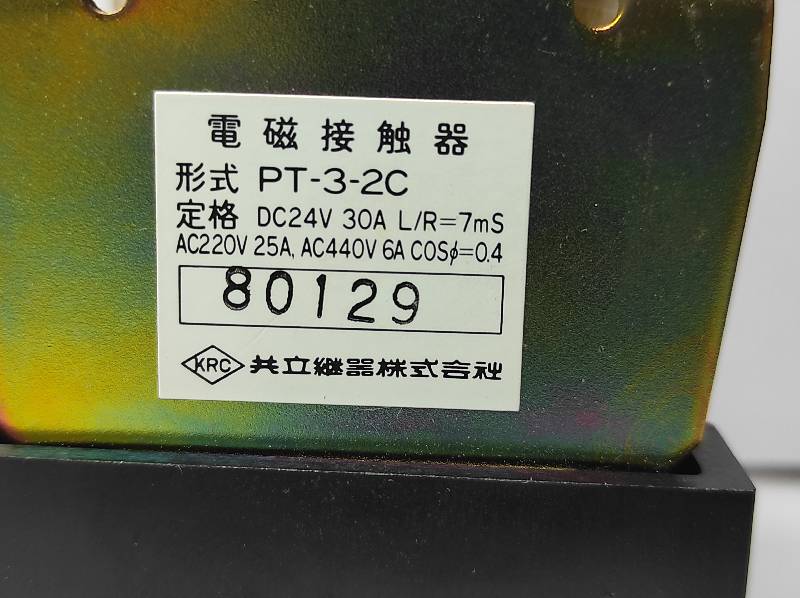 電磁接触器
形式 PT-3-2C
定格 DC24V 30A L/R=7mS
AC220V 25A, AC440V 6A COSφ=0.4
80129
KRC 共立継器株式会社